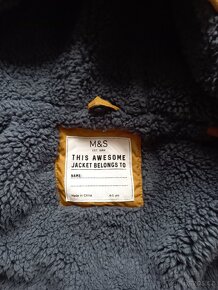 M&S
EST. 1884
THIS AWESOME
JACKET BELONGS TO
NAME:
Made in China